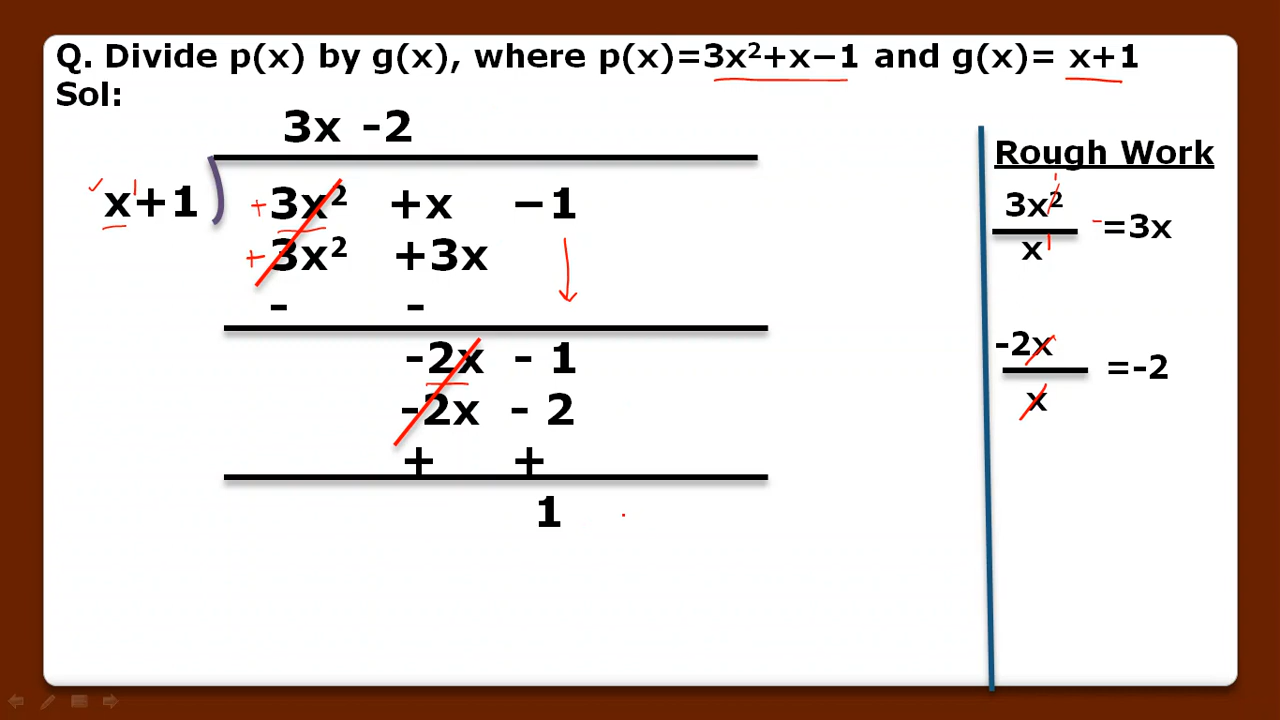 Q. Divide p(x) by g(x), where p(x)=3x²+x−1 and g(x)= x+1
Sol:
3x -2
x+1 3x² +x −1
3x² +3x
- -
-2x - 1
-2x - 2
+ +
1
Rough Work
3x²
x
=3x
-2x
x
=-2